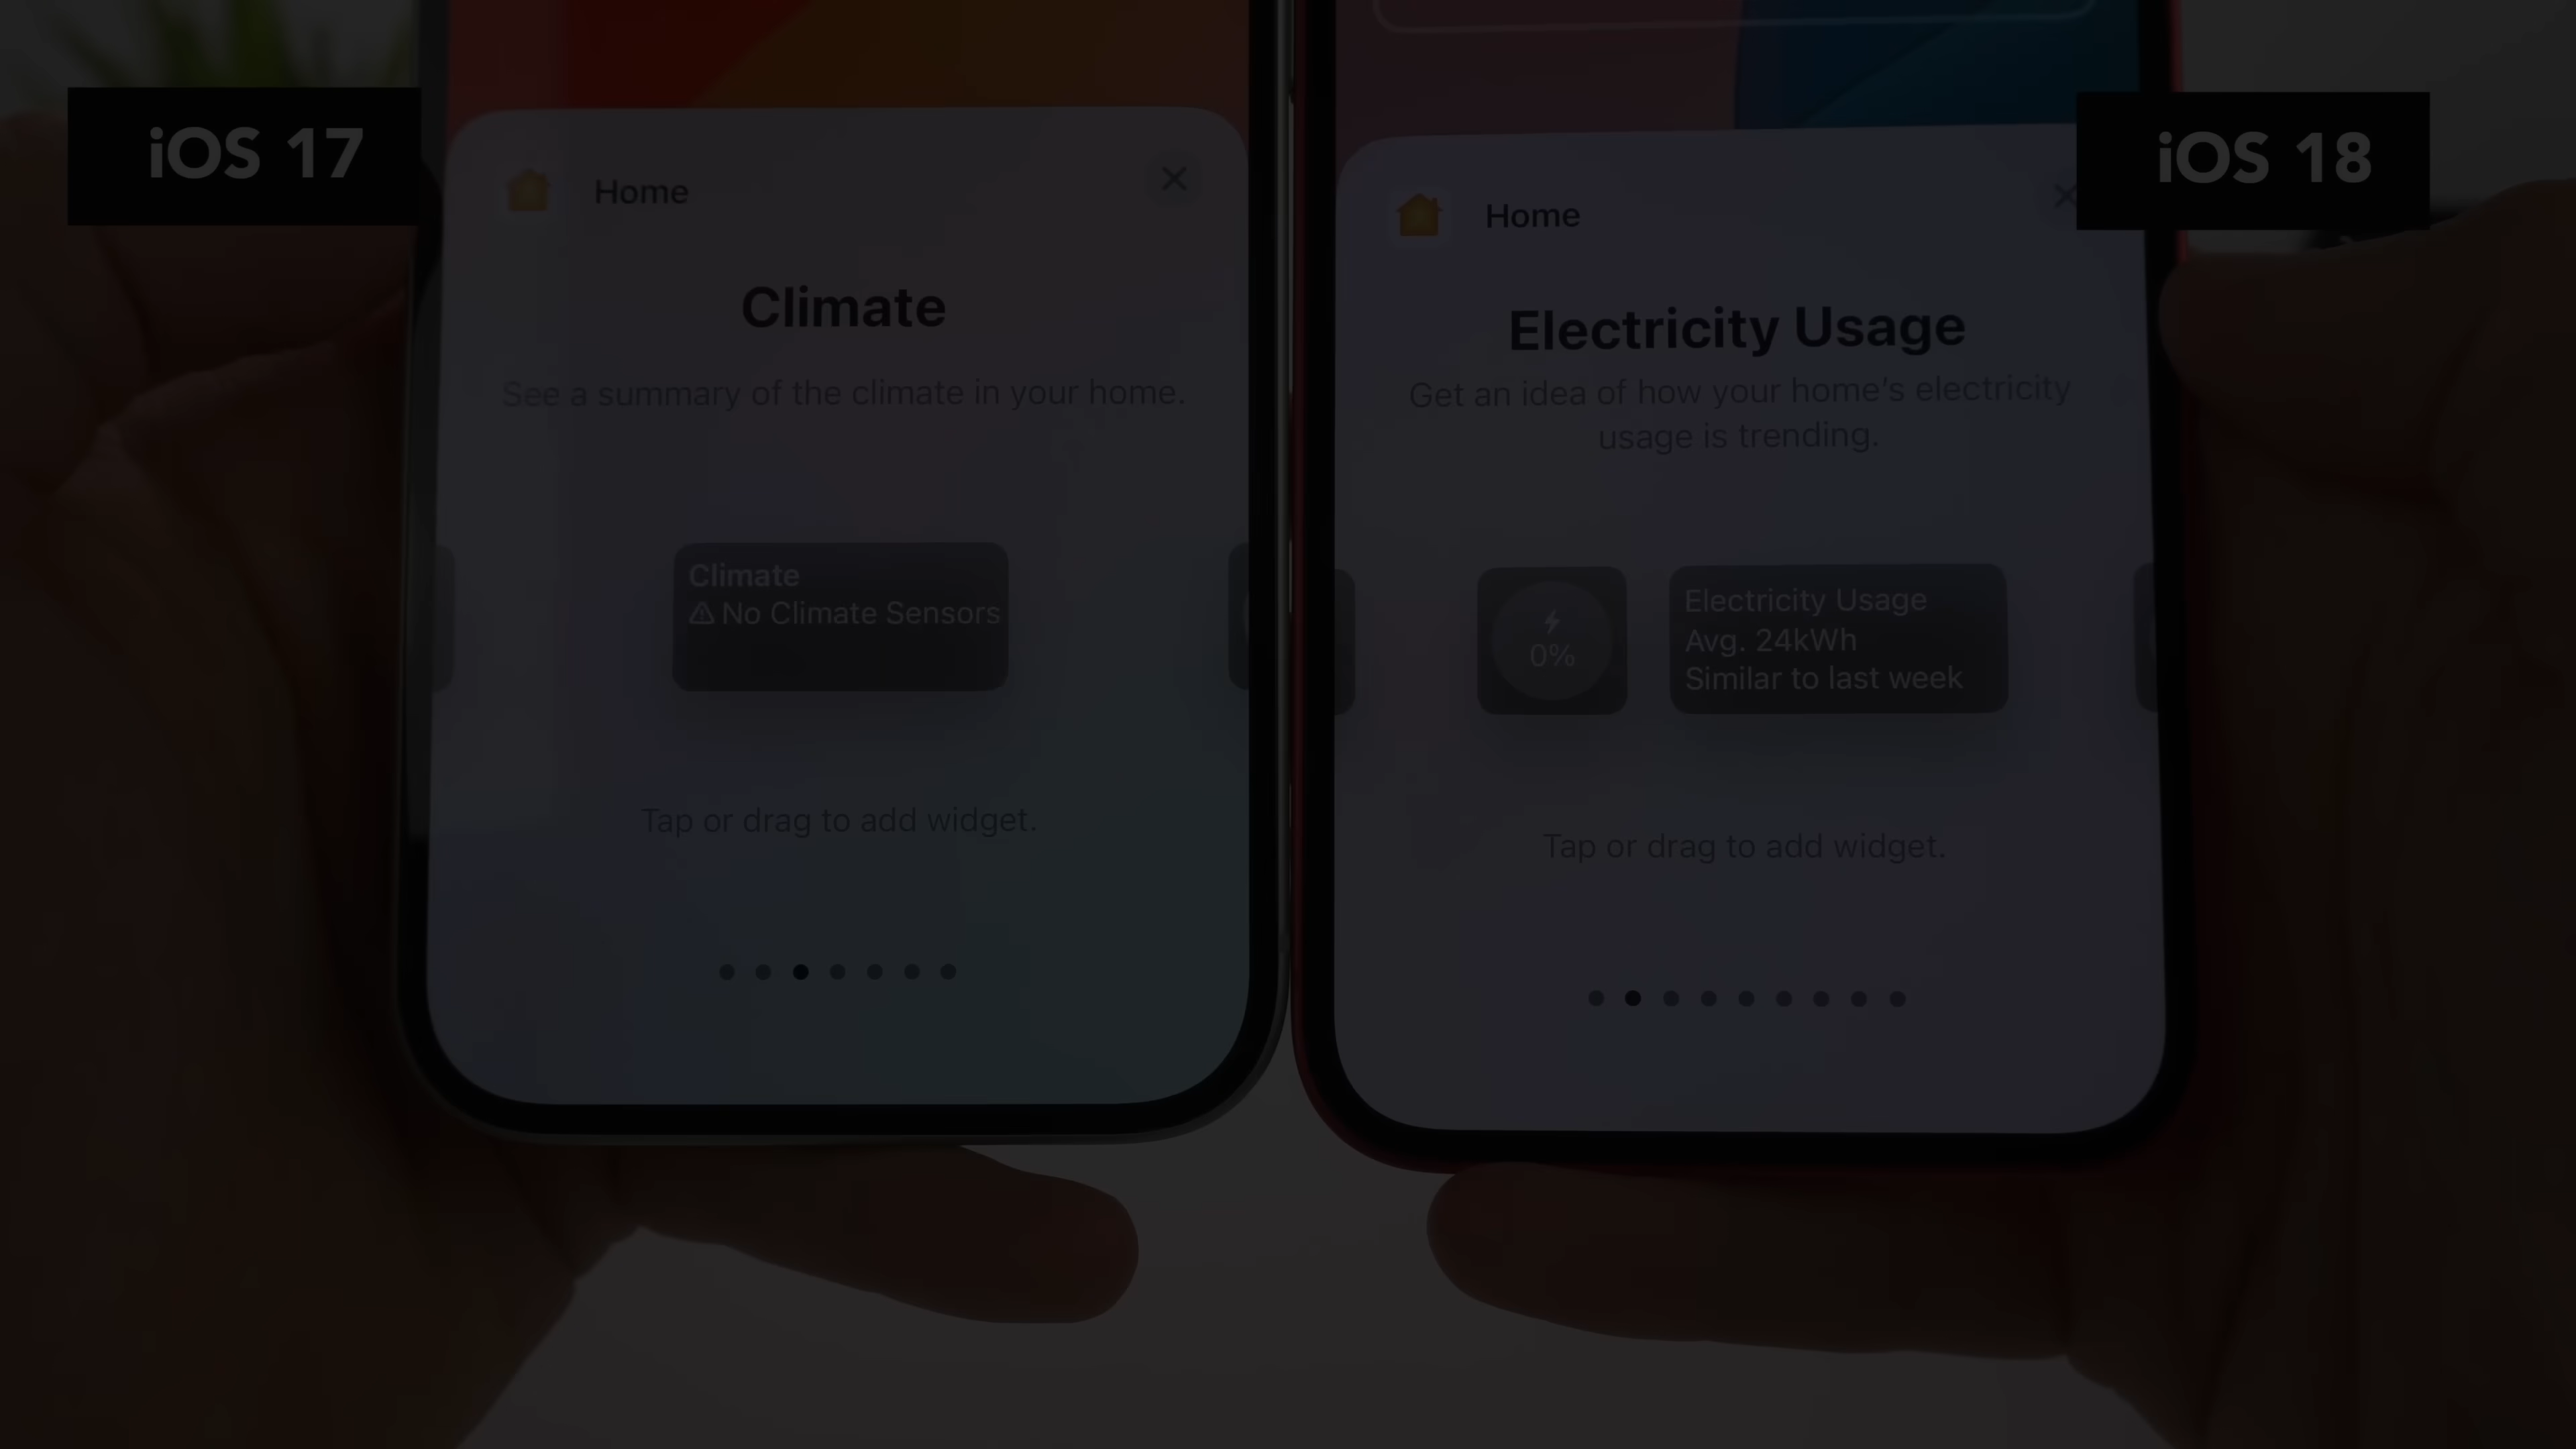 iOS 17
Home
Climate
See a summary of the climate in your home.
Climate
No Climate Sensors
Tap or drag to add widget.
iOS 18
Home
Electricity Usage
Get an idea of how your home's electricity
usage is trending.
0%
Electricity Usage
Avg. 24kWh
Similar to last week
Tap or drag to add widget.